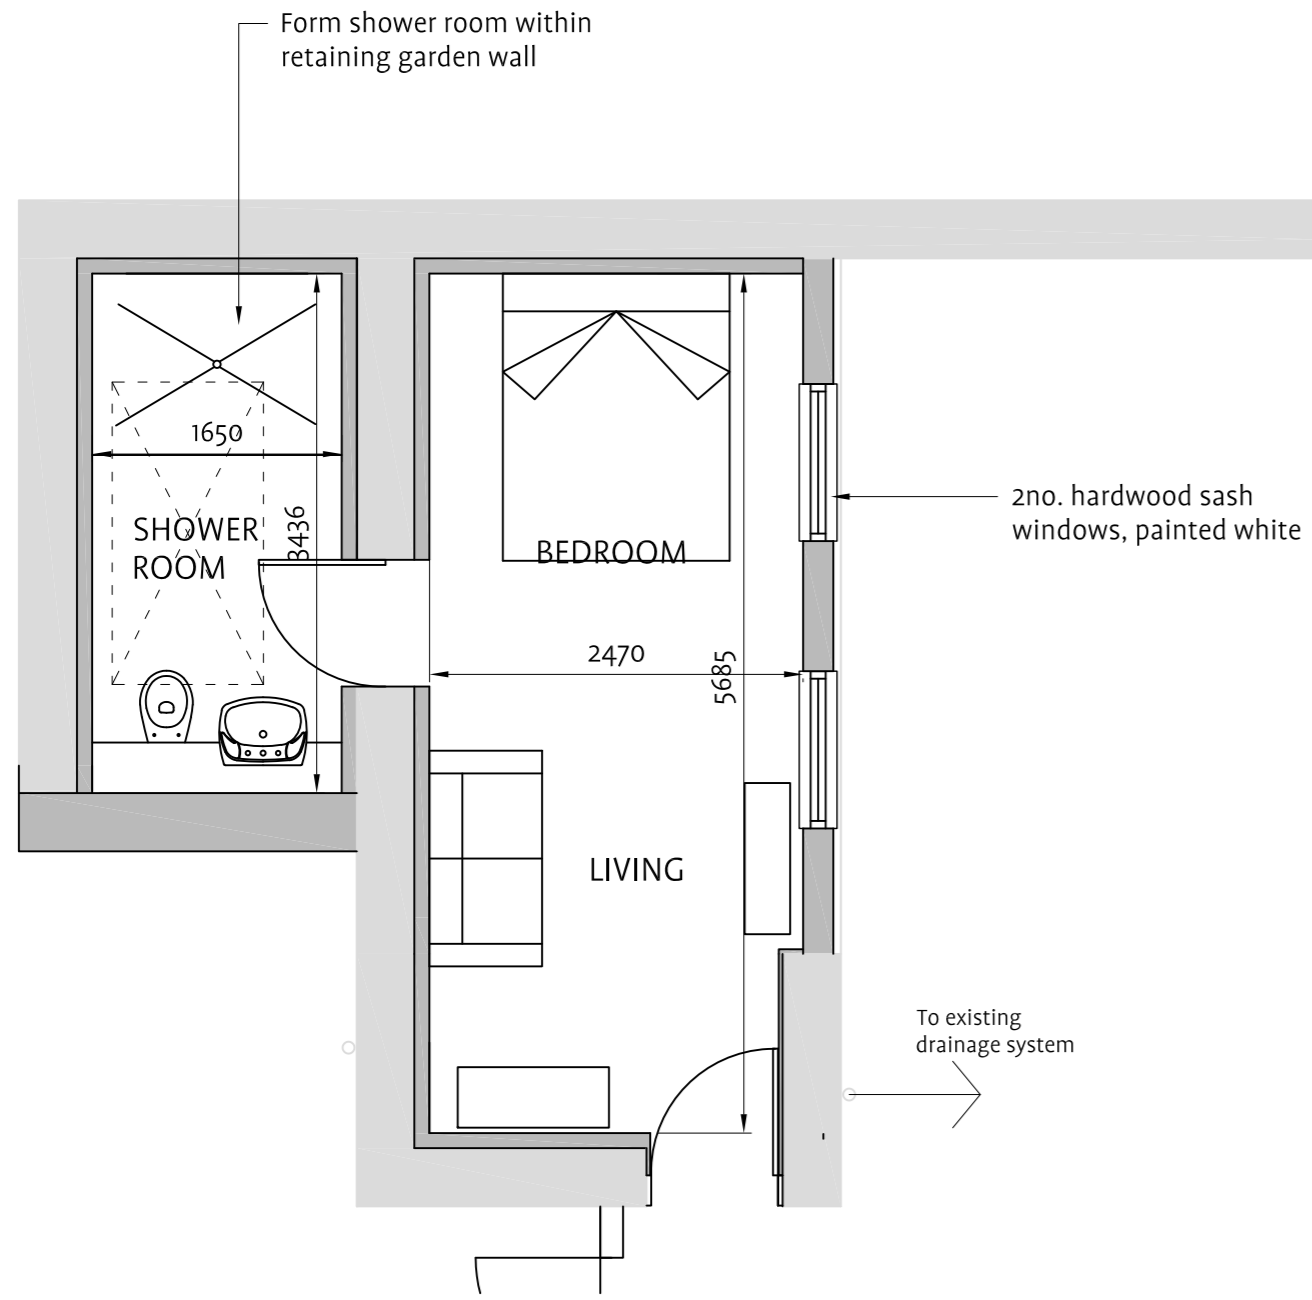 Form shower room within
retaining garden wall
1650
SHOWER
ROOM
3436
BEDROOM
2no. hardwood sash
windows, painted white
2470
5685
LIVING
To existing
drainage system